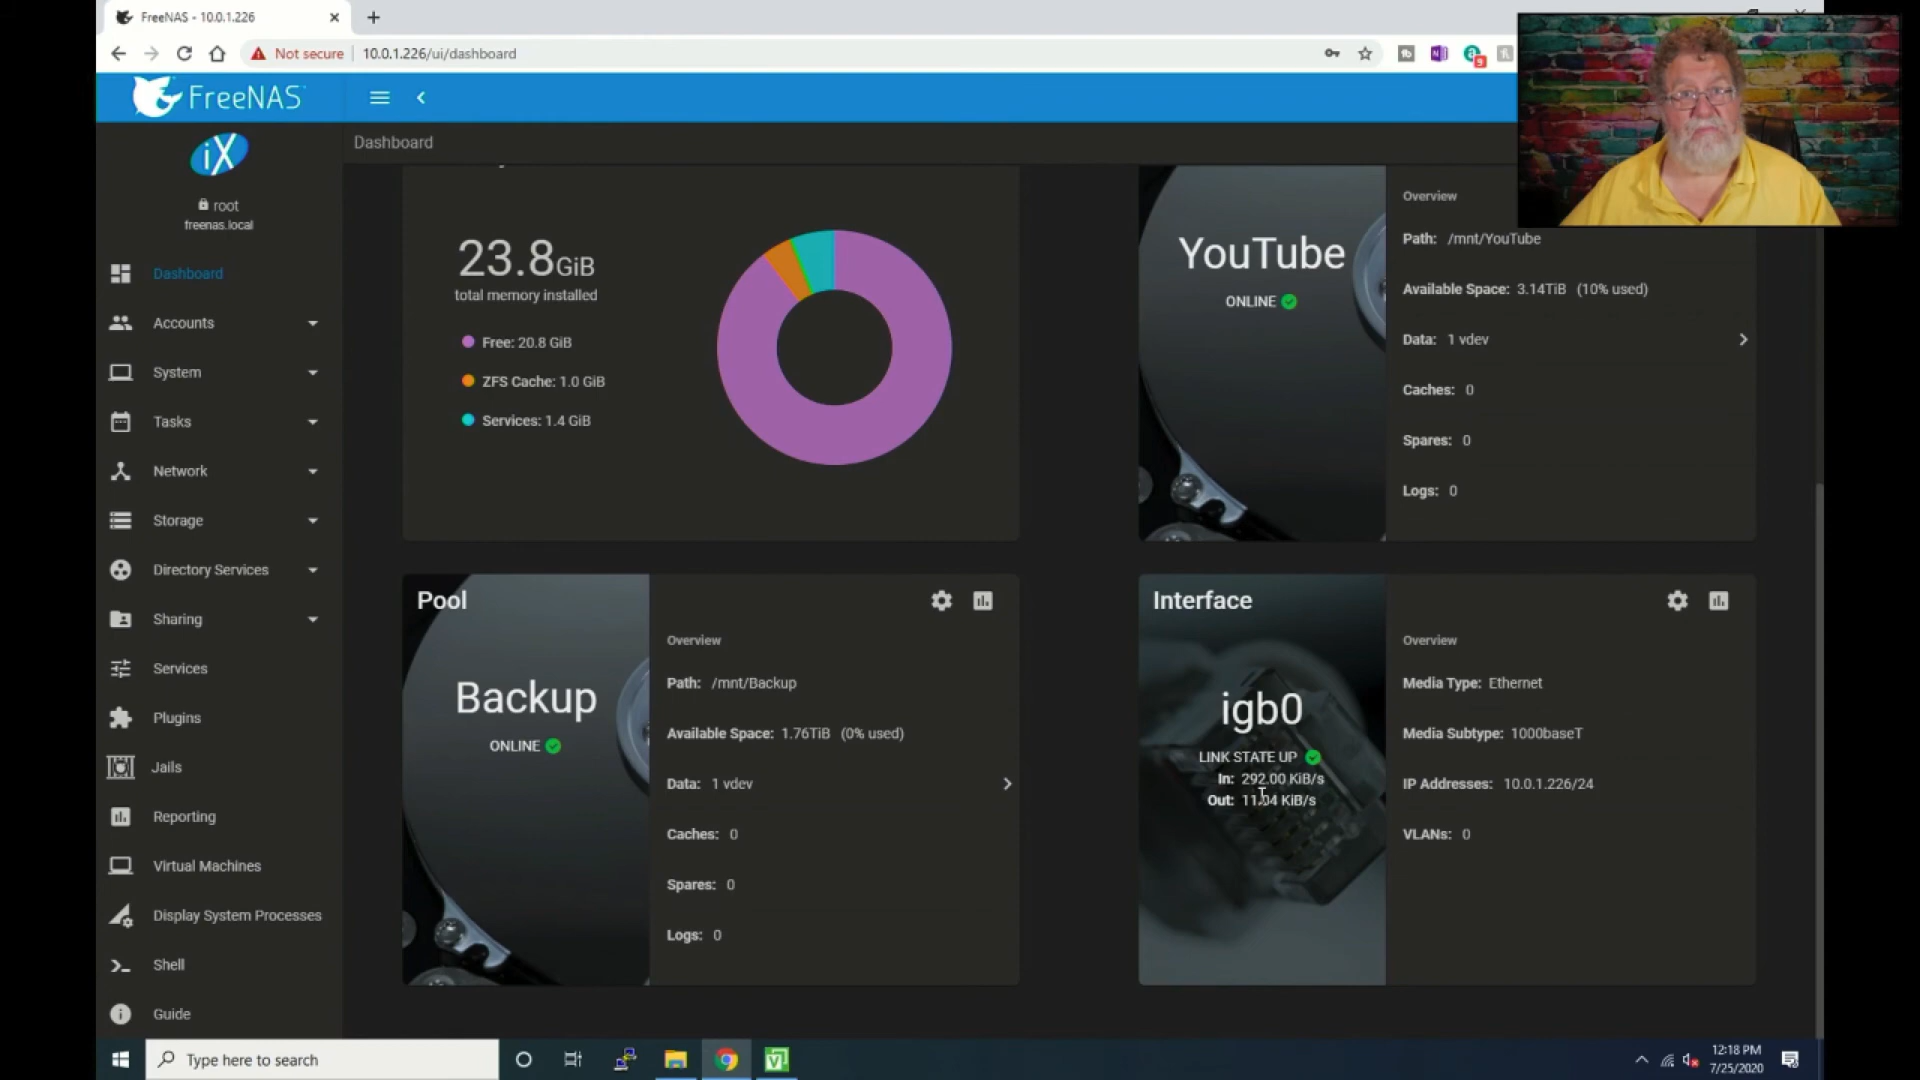 FreeNAS - 10.0.1.226
Not secure
10.0.1.226/ui/dashboard
9
FreeNAS
Dashboard
iX
root
freenas.local
Dashboard
Accounts
System
Tasks
Network
Storage
Directory Services
Sharing
Services
Plugins
Jails
Reporting
Virtual Machines
Display System Processes
Shell
Guide
23.8GiB
total memory installed
Free: 20.8 GiB
ZFS Cache: 1.0 GiB
Services: 1.4 GiB
YouTube
ONLINE
Overview
Path: /mnt/YouTube
Available Space: 3.14TiB (10% used)
Data: 1 vdev
Caches: 0
Spares: 0
Logs: 0
Pool
Backup
ONLINE
Overview
Path: /mnt/Backup
Available Space: 1.76TiB (0% used)
Data: 1 vdev
Caches: 0
Spares: 0
Logs: 0
Interface
igb0
LINK STATE UP
In: 292.00 KiB/s
Out: 11.04 KiB/s
Overview
Media Type: Ethernet
Media Subtype: 1000baseT
IP Addresses: 10.0.1.226/24
VLANs: 0
Type here to search
12:18 PM
7/25/2020